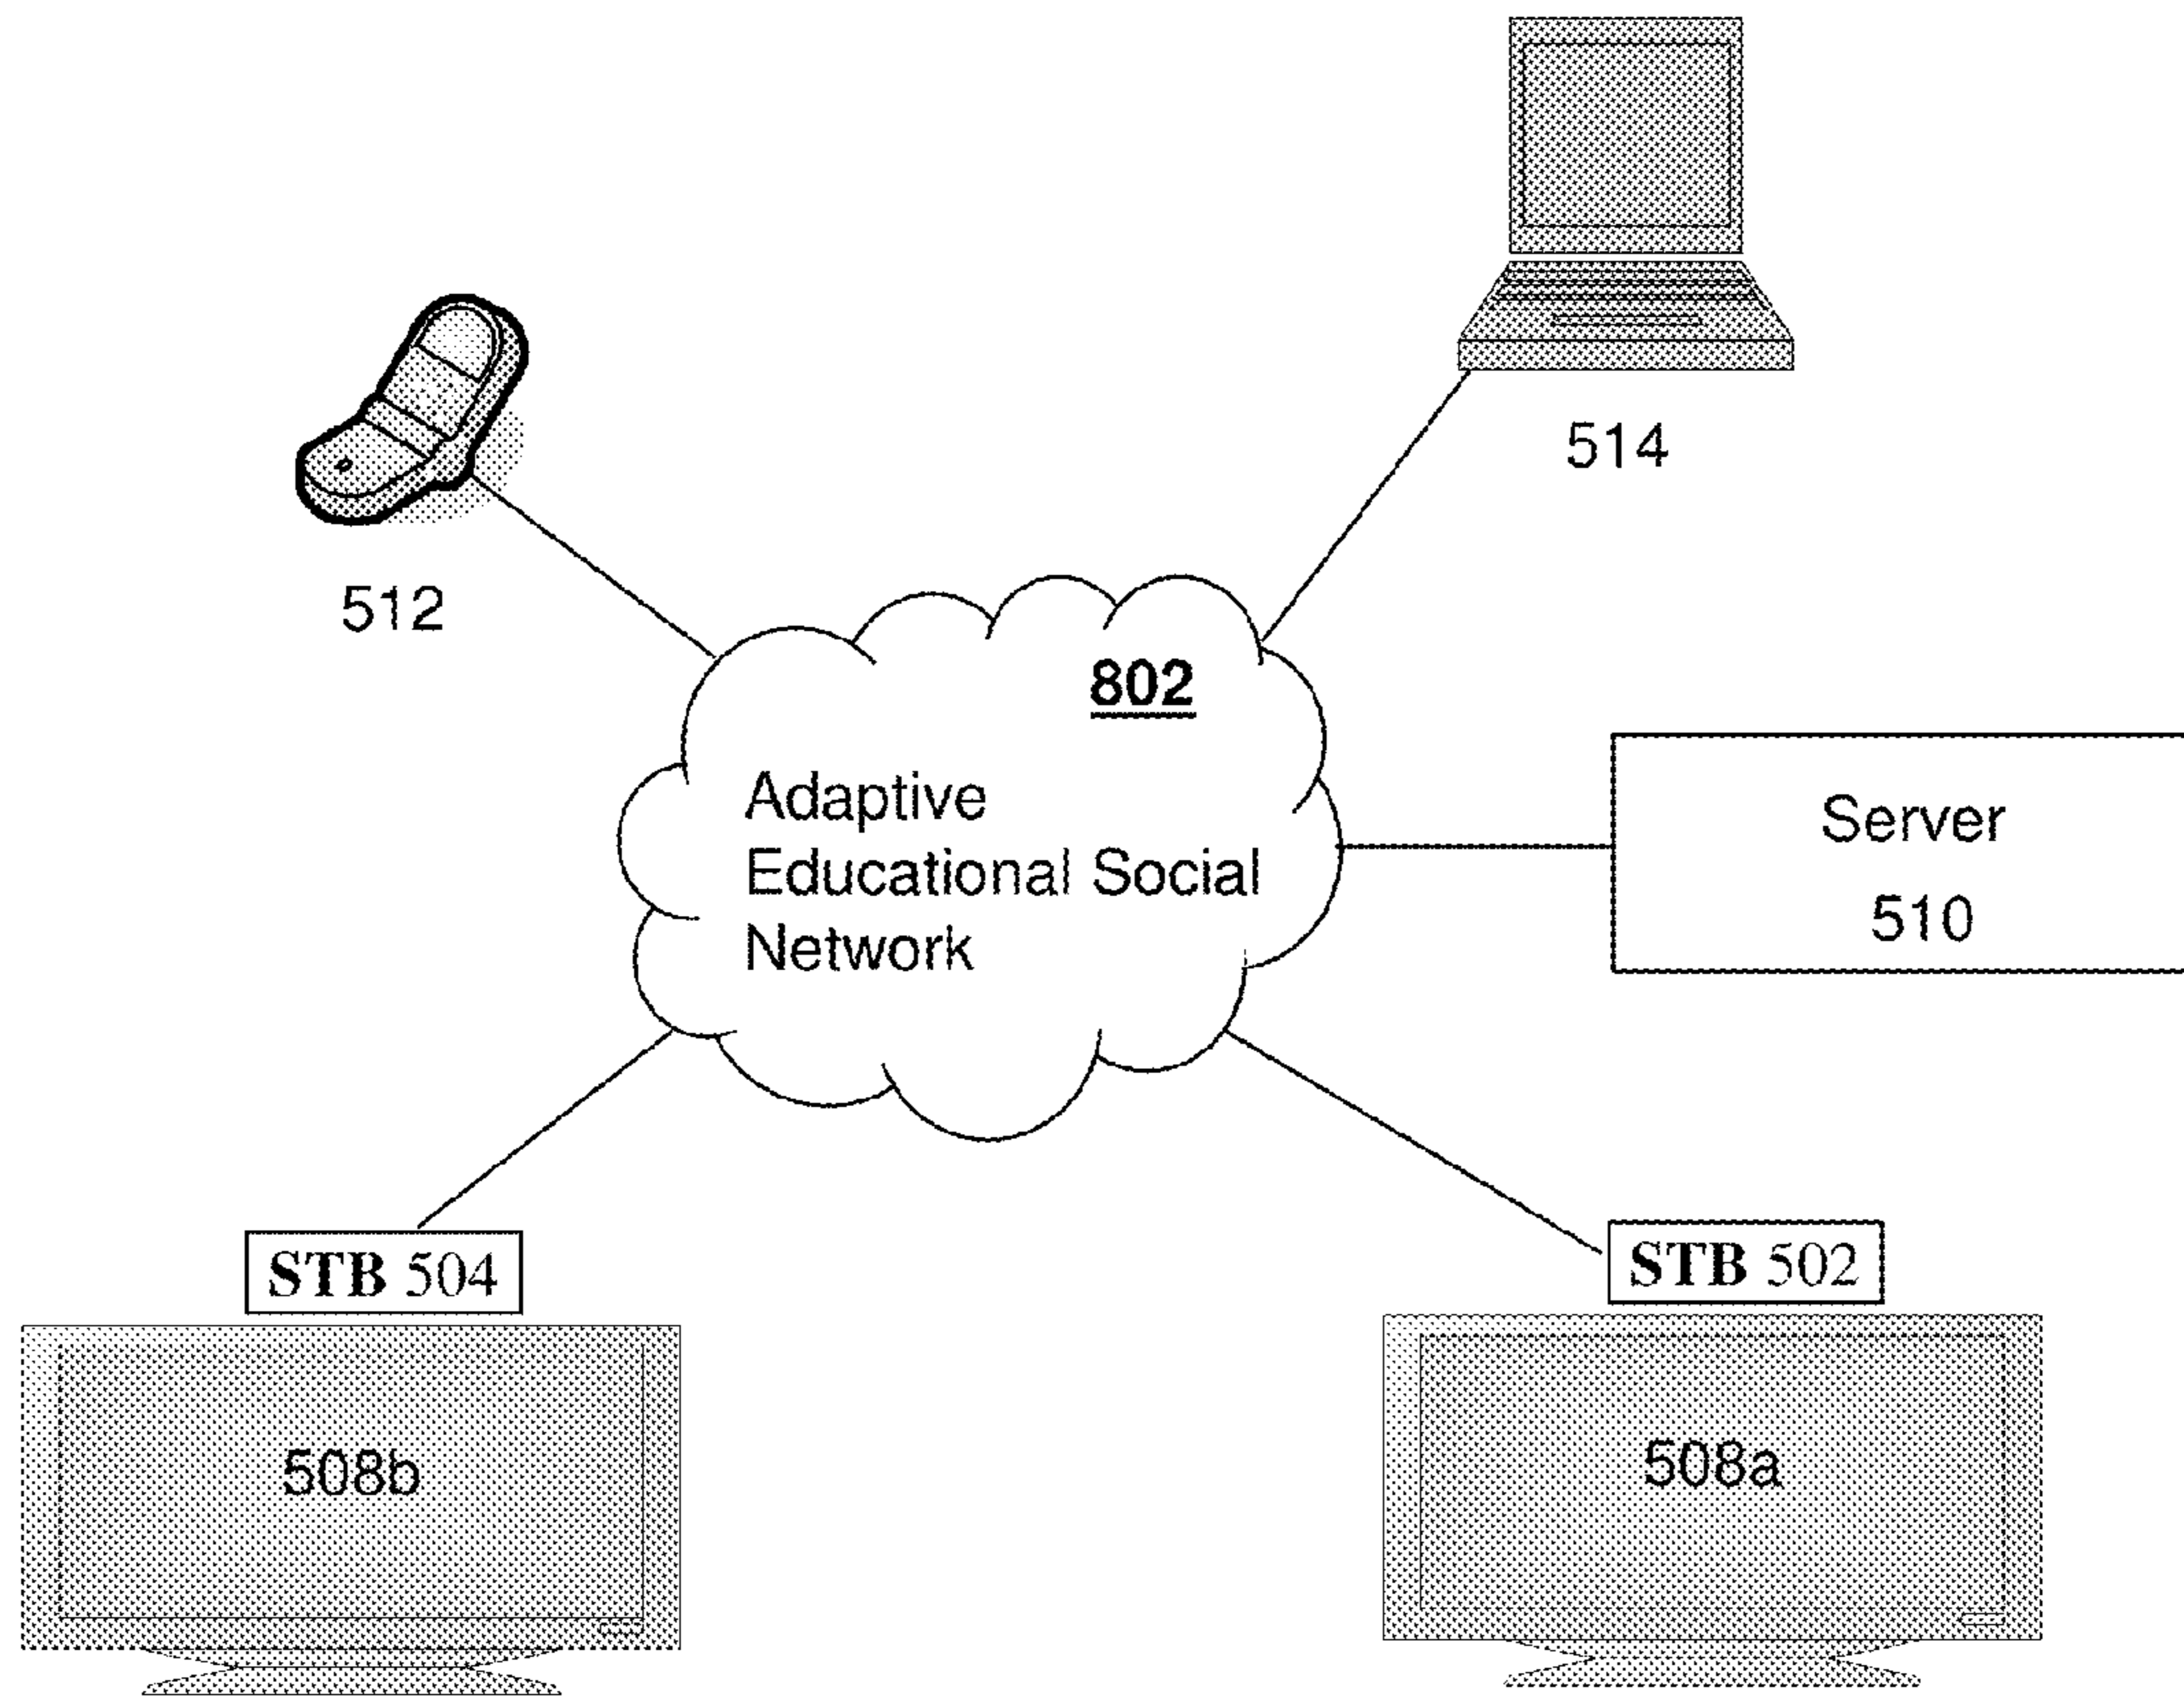 514
512
802
Adaptive
Educational Social
Network
Server
510
STB 504
STB 502
508b
508a